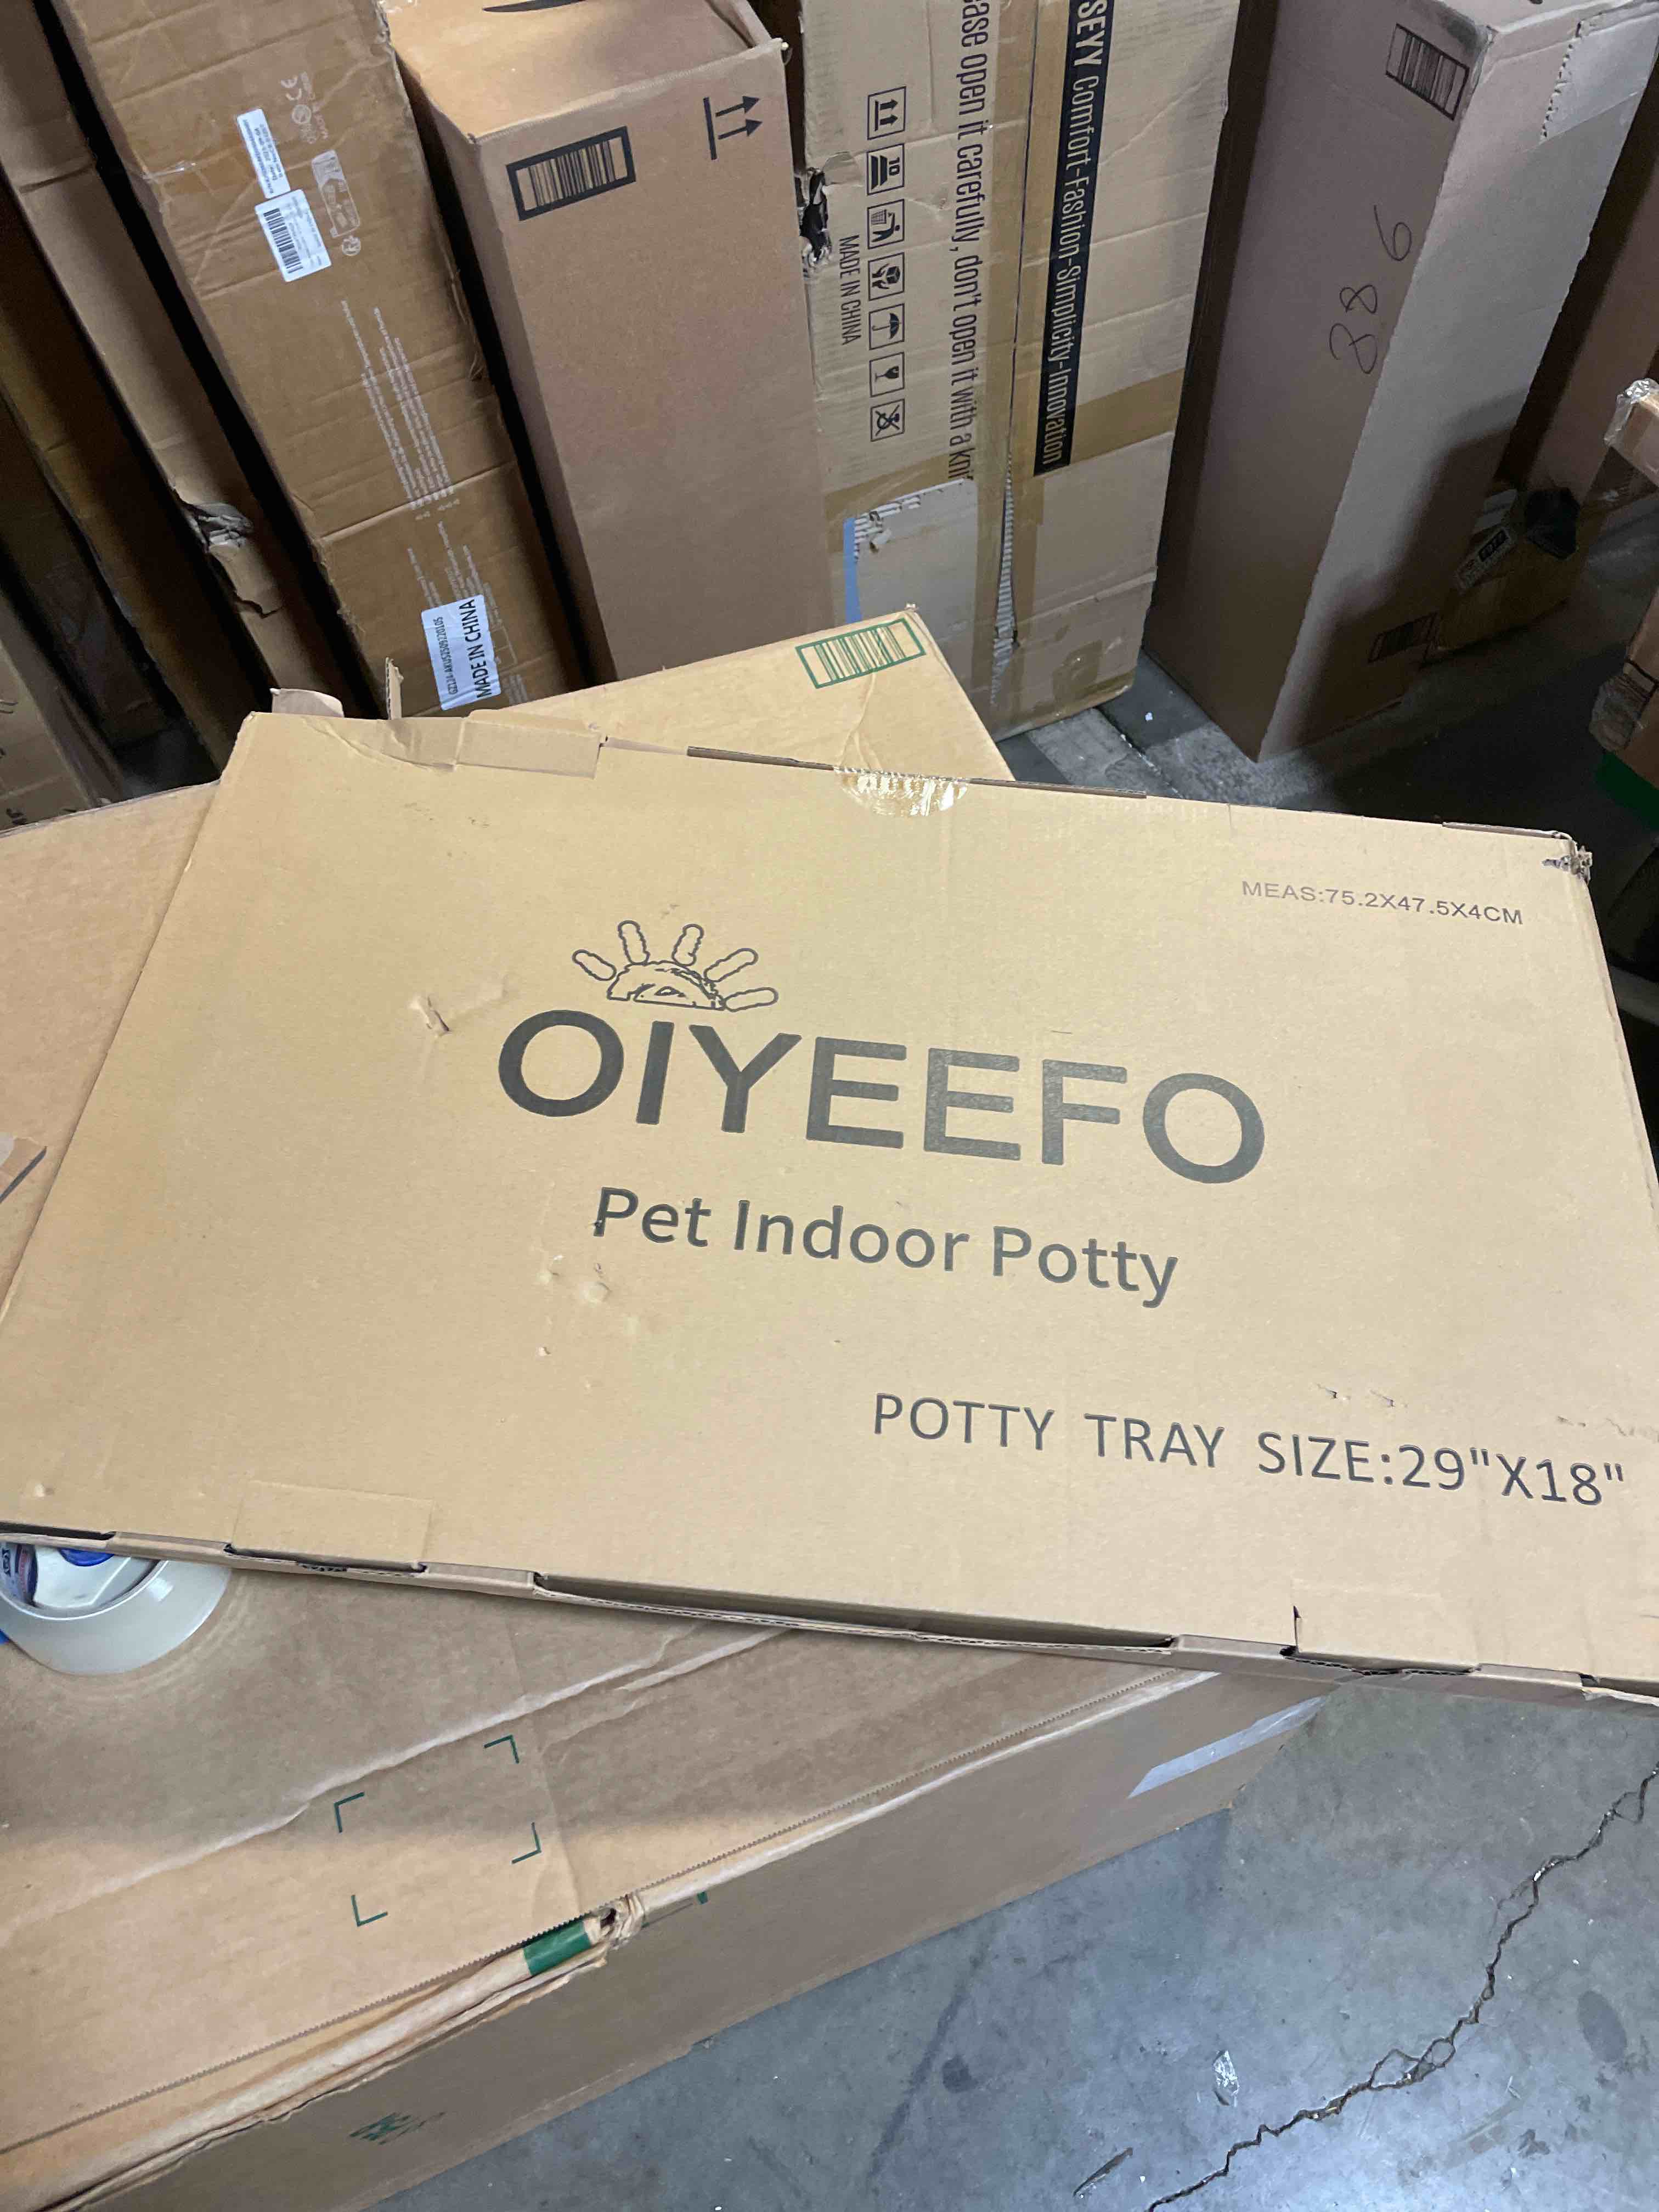 MADE IN CHINA
ase open it carefully, don't open it with a knif
SEYY Comfort-Fashion-Simplicity-Innovation
886
MADE IN CHINA
MEAS:75.2X47.5X4CM
OIYEEFO
Pet Indoor Potty
POTTY TRAY SIZE:29"X18"